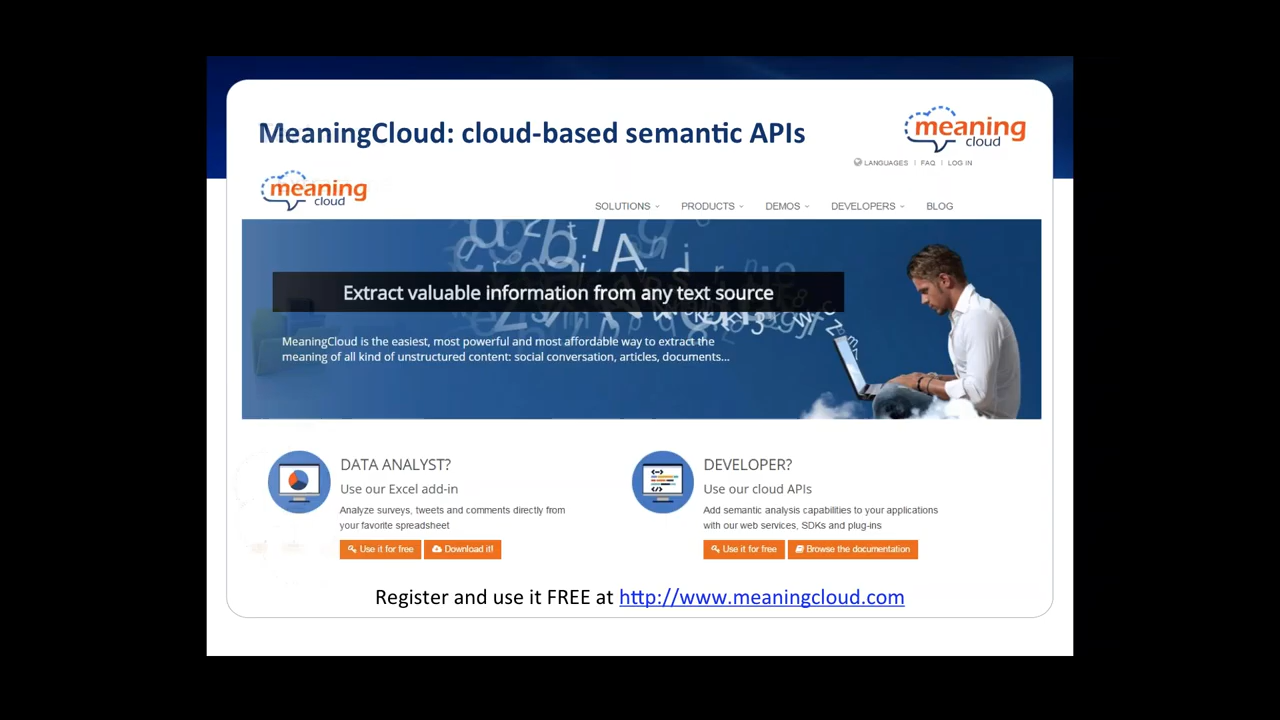 MeaningCloud: cloud-based semantic APIs
meaning
cloud
LANGUAGES | FAQ | LOG IN
meaning
cloud
SOLUTIONS PRODUCTS DEMOS DEVELOPERS BLOG
Extract valuable information from any text source
MeaningCloud is the easiest, most powerful and most affordable way to extract the
meaning of all kind of unstructured content: social conversation, articles, documents...
DATA ANALYST?
Use our Excel add-in
Analyze surveys, tweets and comments directly from
your favorite spreadsheet
Use it for free Download it!
DEVELOPER?
Use our cloud APIs
Add semantic analysis capabilities to your applications
with our web services, SDKs and plug-ins
Use it for free Browse the documentation
Register and use it FREE at http://www.meaningcloud.com